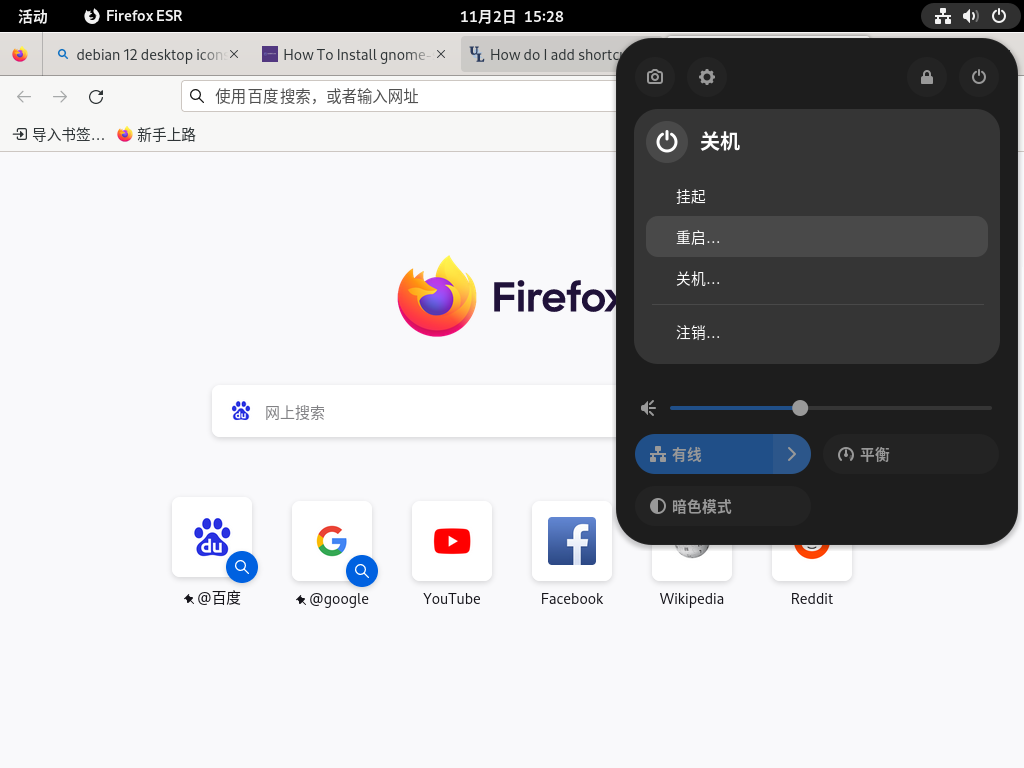 活动
Firefox ESR
11月2日 15:28
debian 12 desktop icons
How To Install gnome-
How do I add shortcu
使用百度搜索，或者输入网址
导入书签…
新手上路
关机
挂起
重启…
关机…
注销…
Firefox
网上搜索
有线
平衡
暗色模式
@百度
@google
YouTube
Facebook
Wikipedia
Reddit